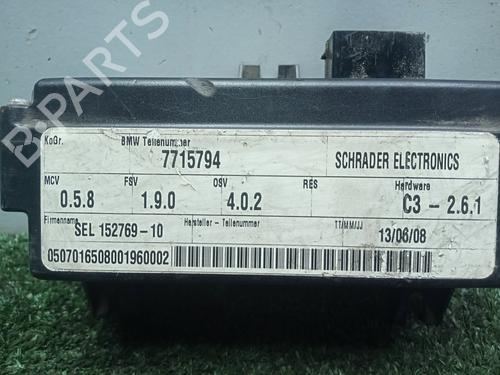 B-PARTS
KoGr.
BMW Teilenummer
7715794
SCHRADER ELECTRONICS
MCV
FSV
OSV
RES
Hardware
0.5.8
1.9.0
4.0.2
C3 - 2.6.1
Firmenname
Hersteller - Teilenummer
TT/MM/JJ
SEL 152769-10
13/06/08
0507016508001960002